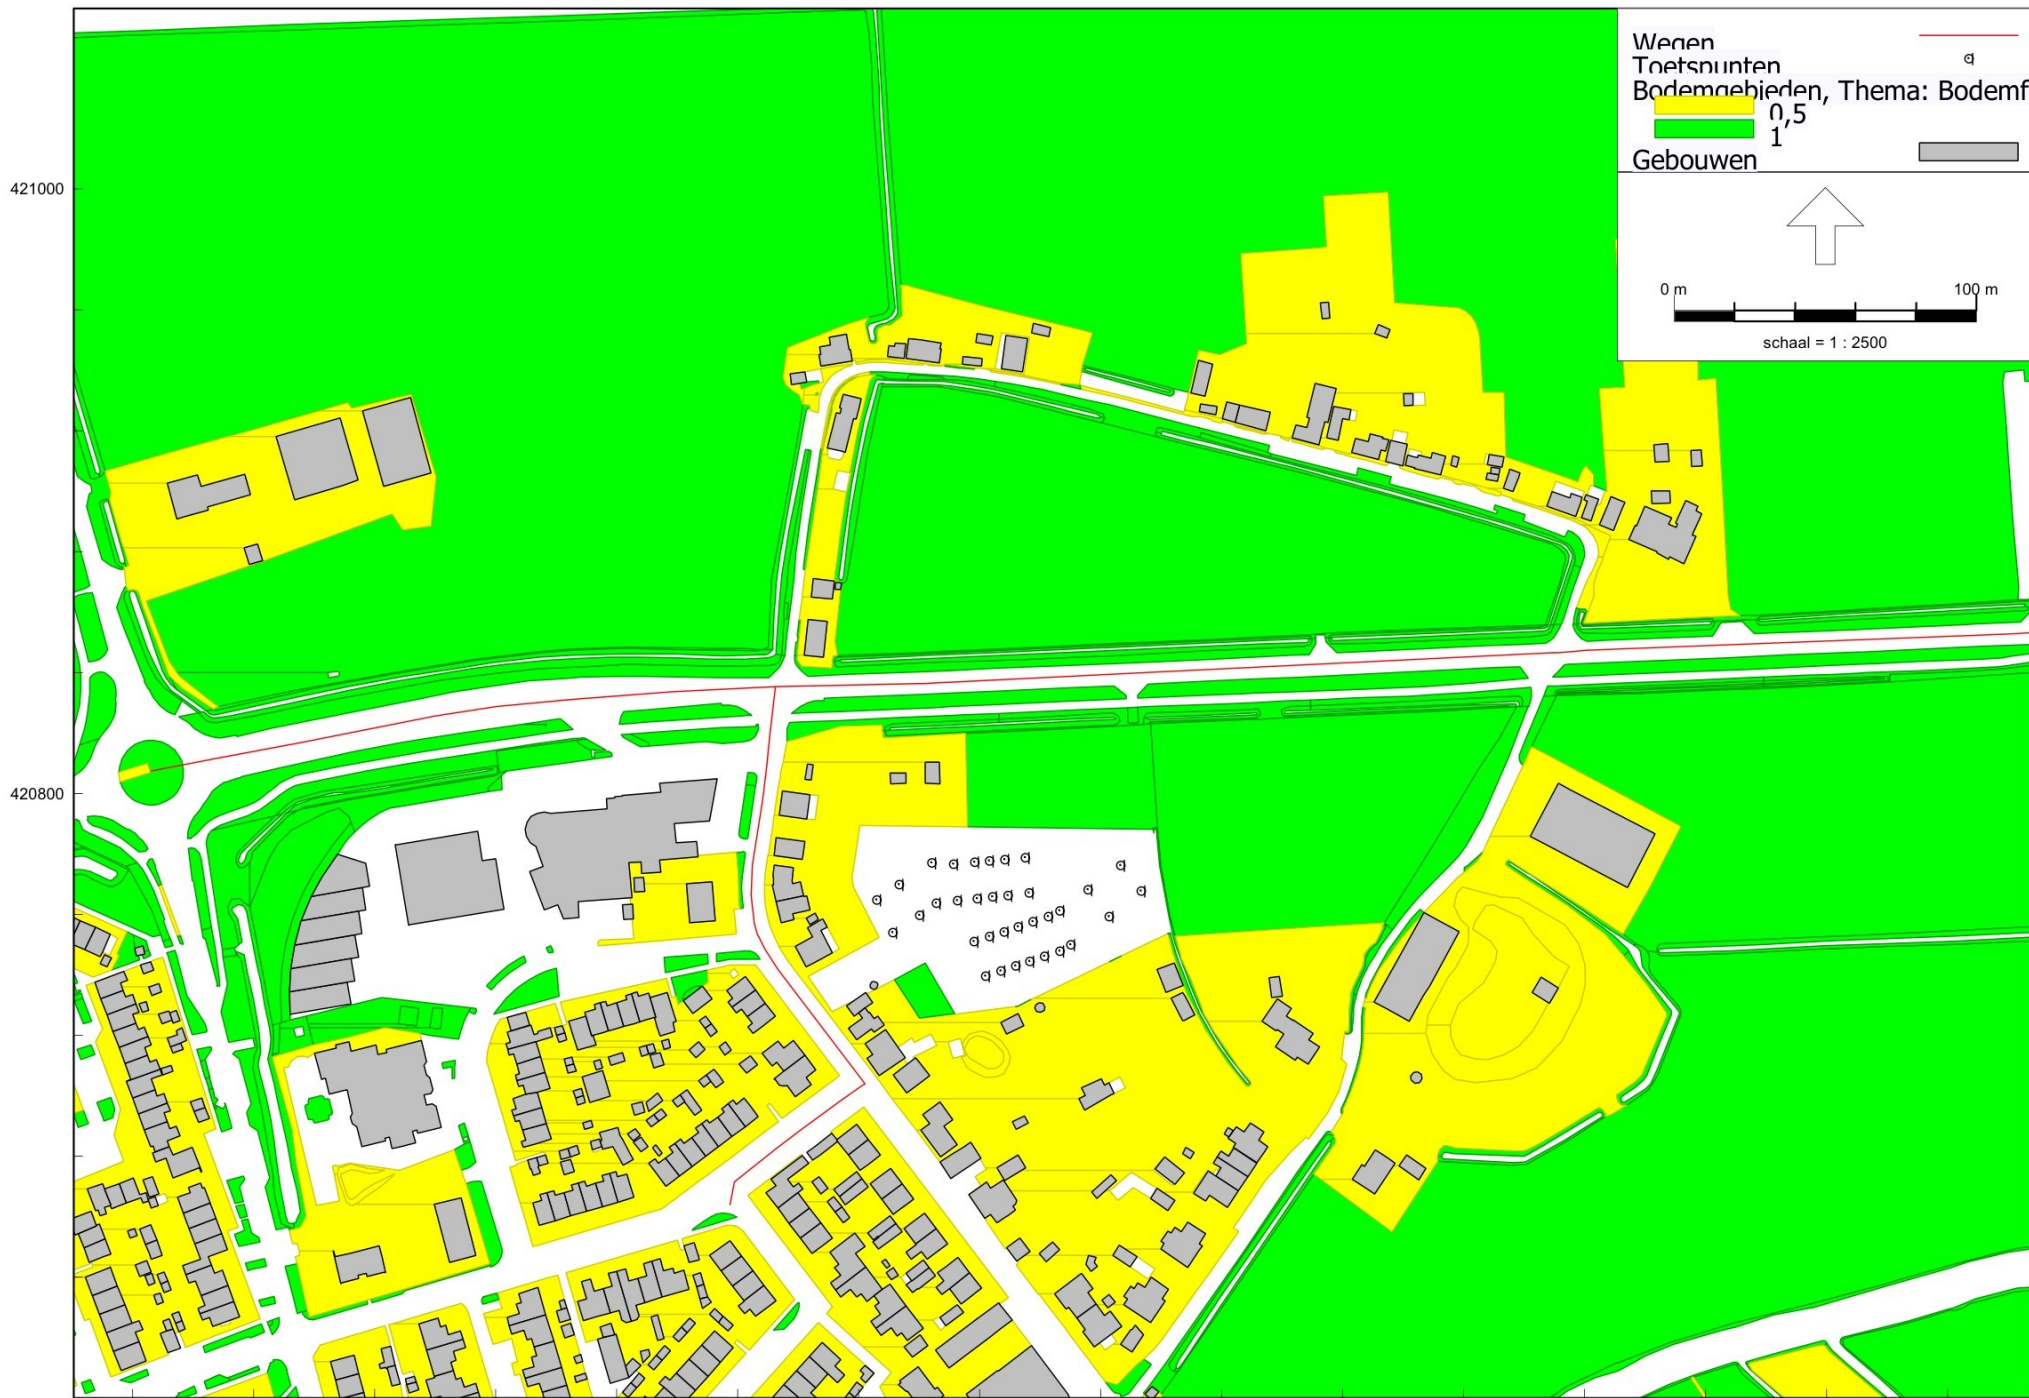 Wegen
Toetspunten
Bodemgebieden, Thema: Bodemf
0,5
1
Gebouwen
421000
0 m 100 m
schaal = 1 : 2500
420800